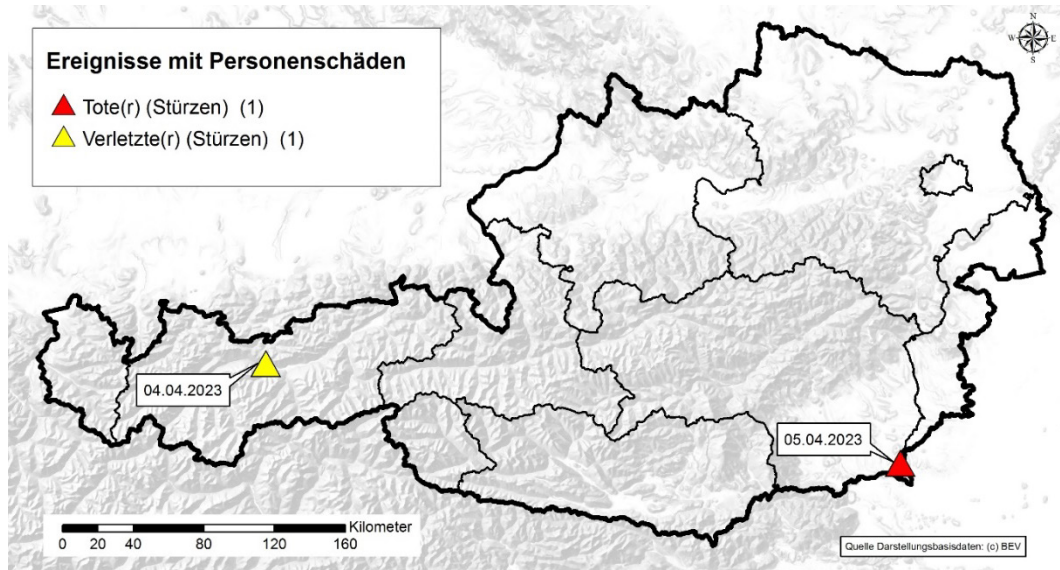 N
W E
S
Ereignisse mit Personenschäden
Tote(r) (Stürzen) (1)
Verletzte(r) (Stürzen) (1)
04.04.2023
05.04.2023
Kilometer
0 20 40 80 120 160
Quelle Darstellungsbasisdaten: (c) BEV